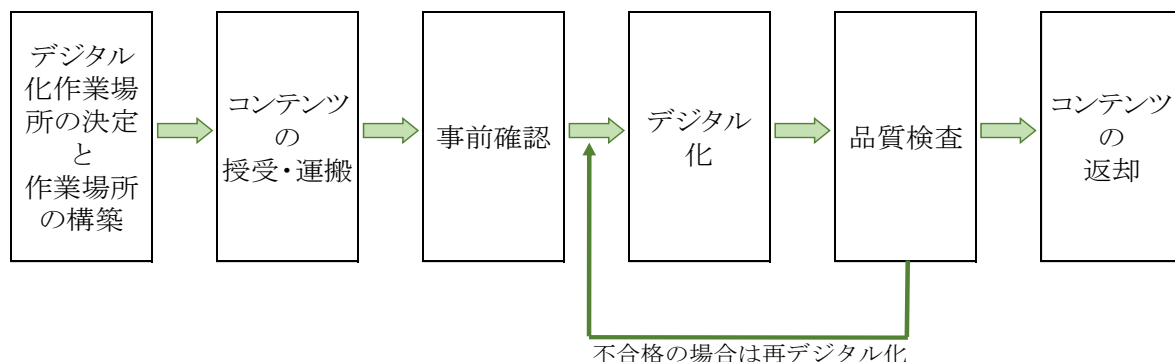 デジタル
化作業場
所の決定
と
作業場所
の構築
コンテンツ
の
授受・運搬
事前確認
デジタル
化
品質検査
コンテンツ
の
返却
不合格の場合は再デジタル化